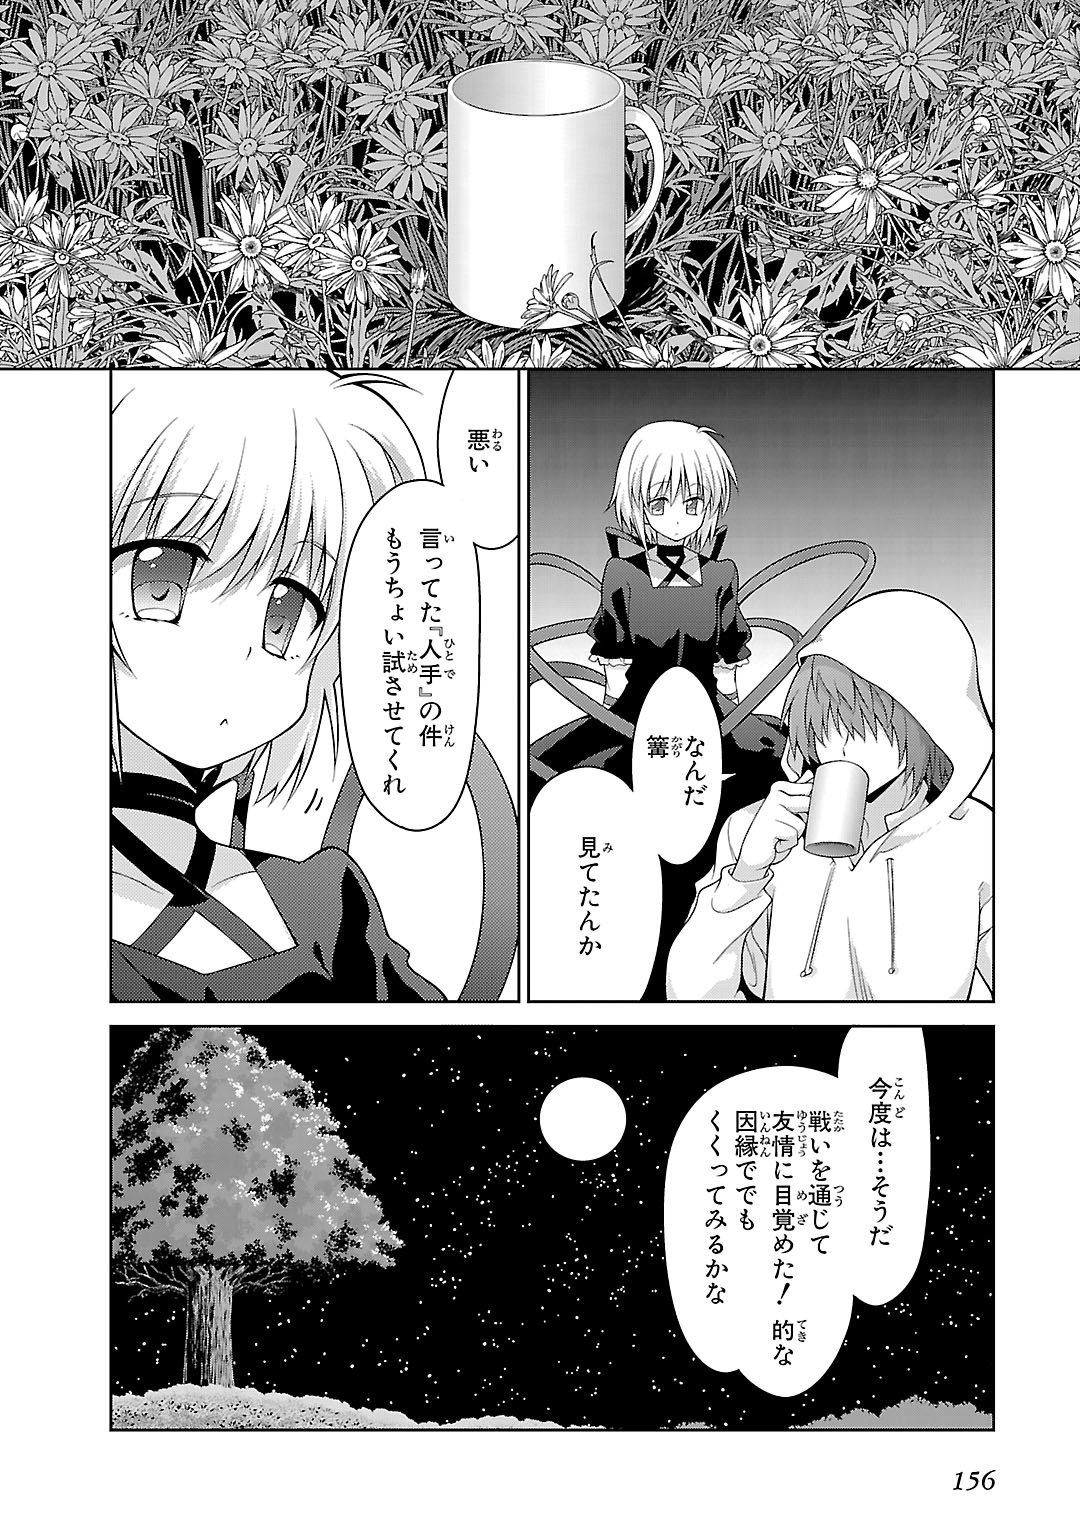 なんだ
篝
見てたんか
悪い
言ってた『人手』の件
もうちょい試させてくれ
今度は…そうだ
戦いを通じて
友情に目覚めた！的な
因縁ででも
くくってみるかな
156